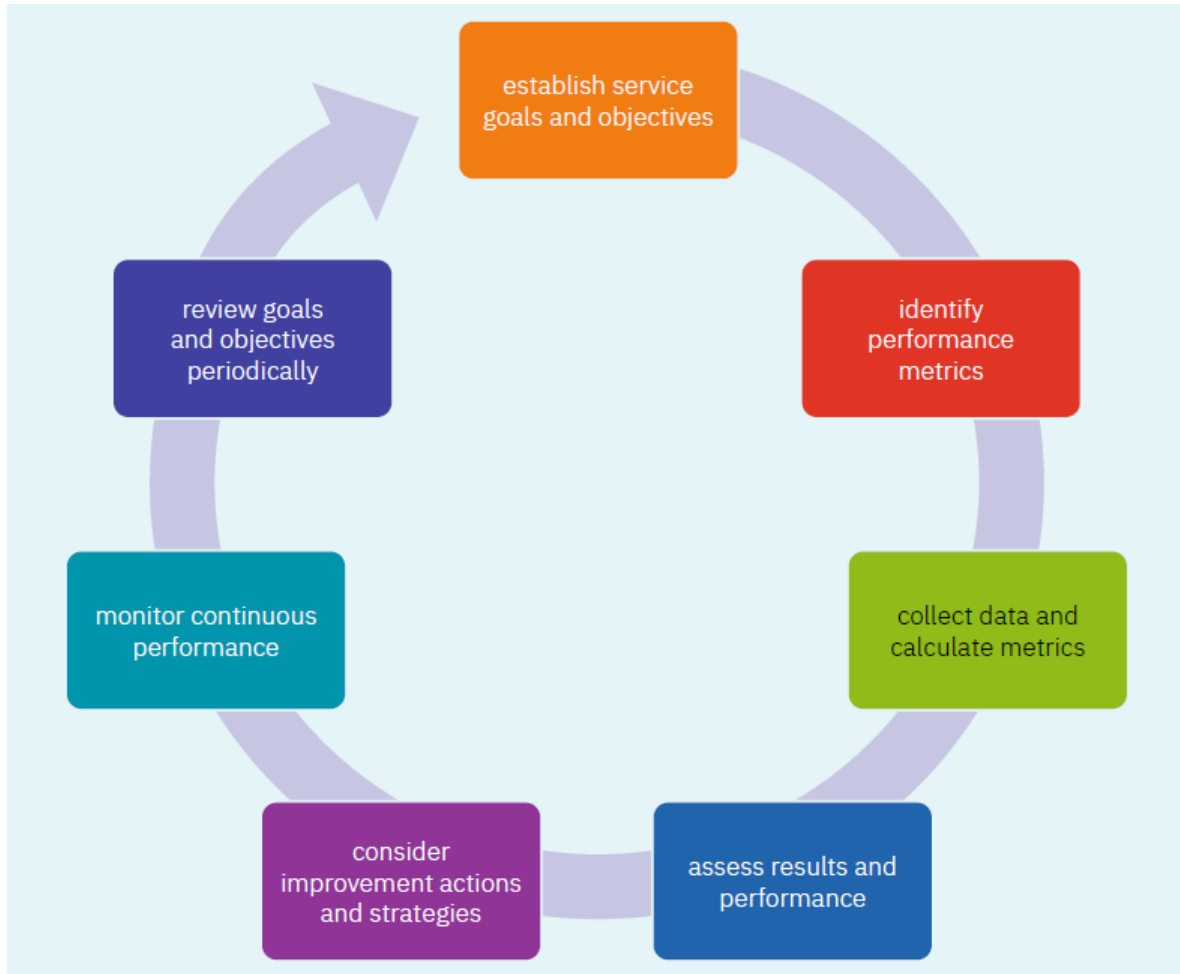 establish service
goals and objectives
identify
performance
metrics
collect data and
calculate metrics
assess results and
performance
consider
improvement actions
and strategies
monitor continuous
performance
review goals
and objectives
periodically